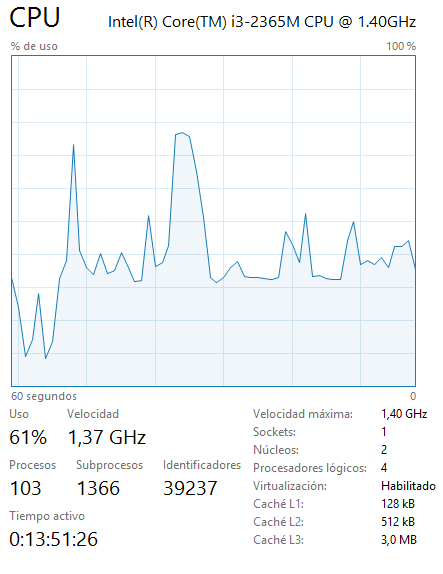 CPU
Intel(R) Core(TM) i3-2365M CPU @ 1.40GHz
% de uso
100 %
60 segundos
0
Uso
Velocidad
61%
1,37 GHz
Procesos
Subprocesos
Identificadores
103
1366
39237
Tiempo activo
0:13:51:26
Velocidad máxima: 1,40 GHz
Sockets: 1
Núcleos: 2
Procesadores lógicos: 4
Virtualización: Habilitado
Caché L1: 128 kB
Caché L2: 512 kB
Caché L3: 3,0 MB